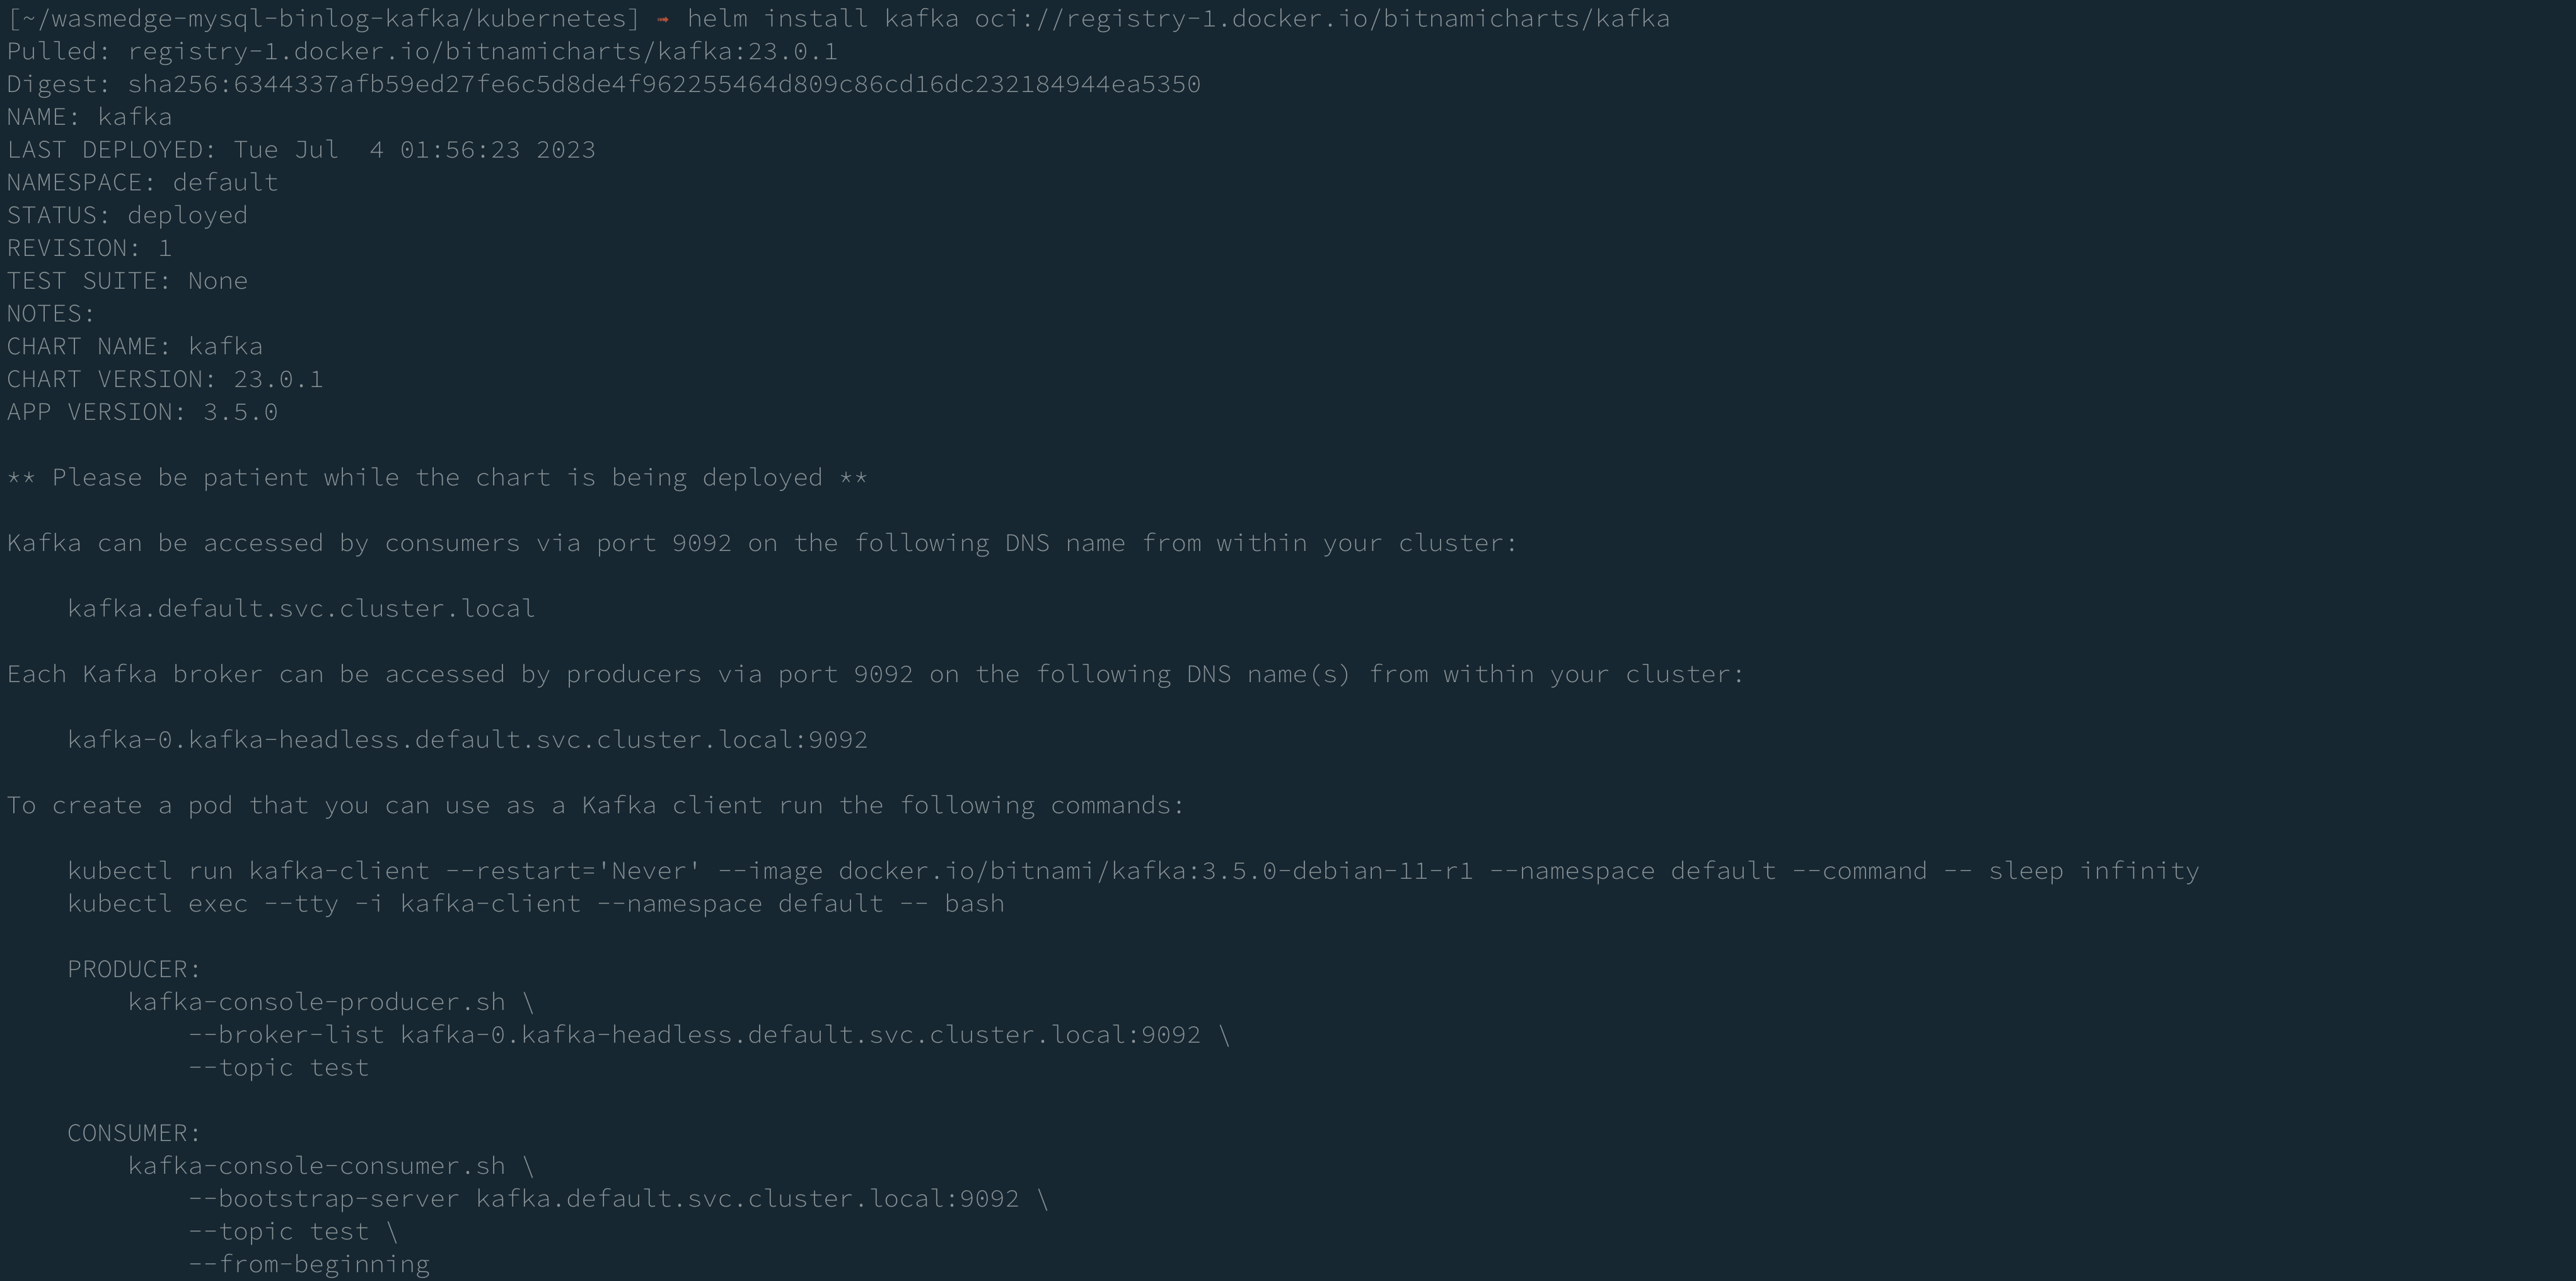 [~/wasmedge-mysql-binlog-kafka/kubernetes] → helm install kafka oci://registry-1.docker.io/bitnamicharts/kafka
Pulled: registry-1.docker.io/bitnamicharts/kafka:23.0.1
Digest: sha256:6344337afb59ed27fe6c5d8de4f962255464d809c86cd16dc232184944ea5350
NAME: kafka
LAST DEPLOYED: Tue Jul  4 01:56:23 2023
NAMESPACE: default
STATUS: deployed
REVISION: 1
TEST SUITE: None
NOTES:
CHART NAME: kafka
CHART VERSION: 23.0.1
APP VERSION: 3.5.0
** Please be patient while the chart is being deployed **
Kafka can be accessed by consumers via port 9092 on the following DNS name from within your cluster:
    kafka.default.svc.cluster.local
Each Kafka broker can be accessed by producers via port 9092 on the following DNS name(s) from within your cluster:
    kafka-0.kafka-headless.default.svc.cluster.local:9092
To create a pod that you can use as a Kafka client run the following commands:
    kubectl run kafka-client --restart='Never' --image docker.io/bitnami/kafka:3.5.0-debian-11-r1 --namespace default --command -- sleep infinity
    kubectl exec --tty -i kafka-client --namespace default -- bash
    PRODUCER:
        kafka-console-producer.sh \
            --broker-list kafka-0.kafka-headless.default.svc.cluster.local:9092 \
            --topic test
    CONSUMER:
        kafka-console-consumer.sh \
            --bootstrap-server kafka.default.svc.cluster.local:9092 \
            --topic test \
            --from-beginning